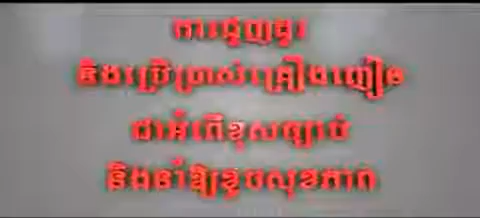 ការជួញដូរ
និងប្រើប្រាស់គ្រឿងញៀន
ជាអំពើខុសច្បាប់
និងនាំឱ្យខូចសុខភាព